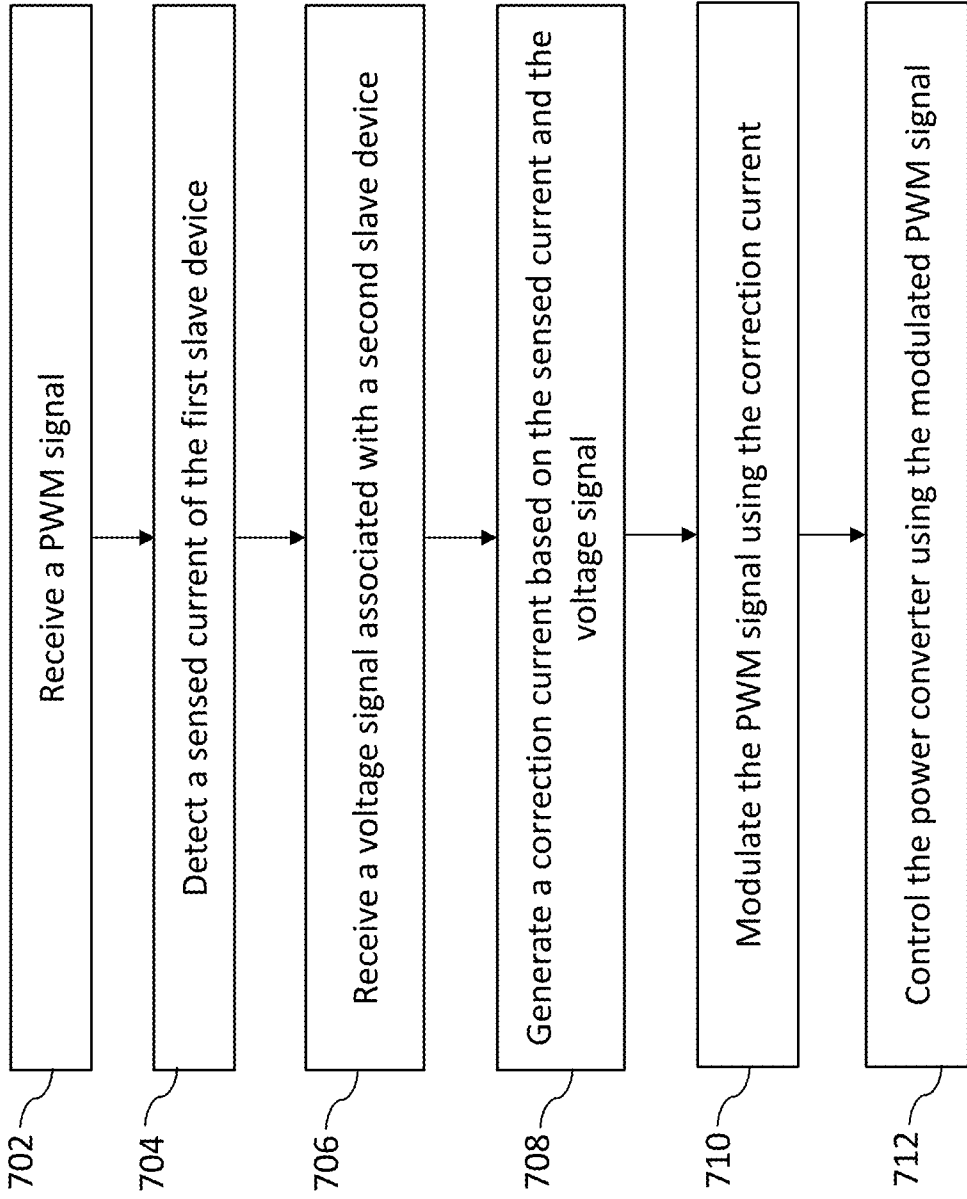 702
Receive a PWM signal
704
Detect a sensed current of the first slave device
706
Receive a voltage signal associated with a second slave device
708
Generate a correction current based on the sensed current and the
voltage signal
710
Modulate the PWM signal using the correction current
712
Control the power converter using the modulated PWM signal